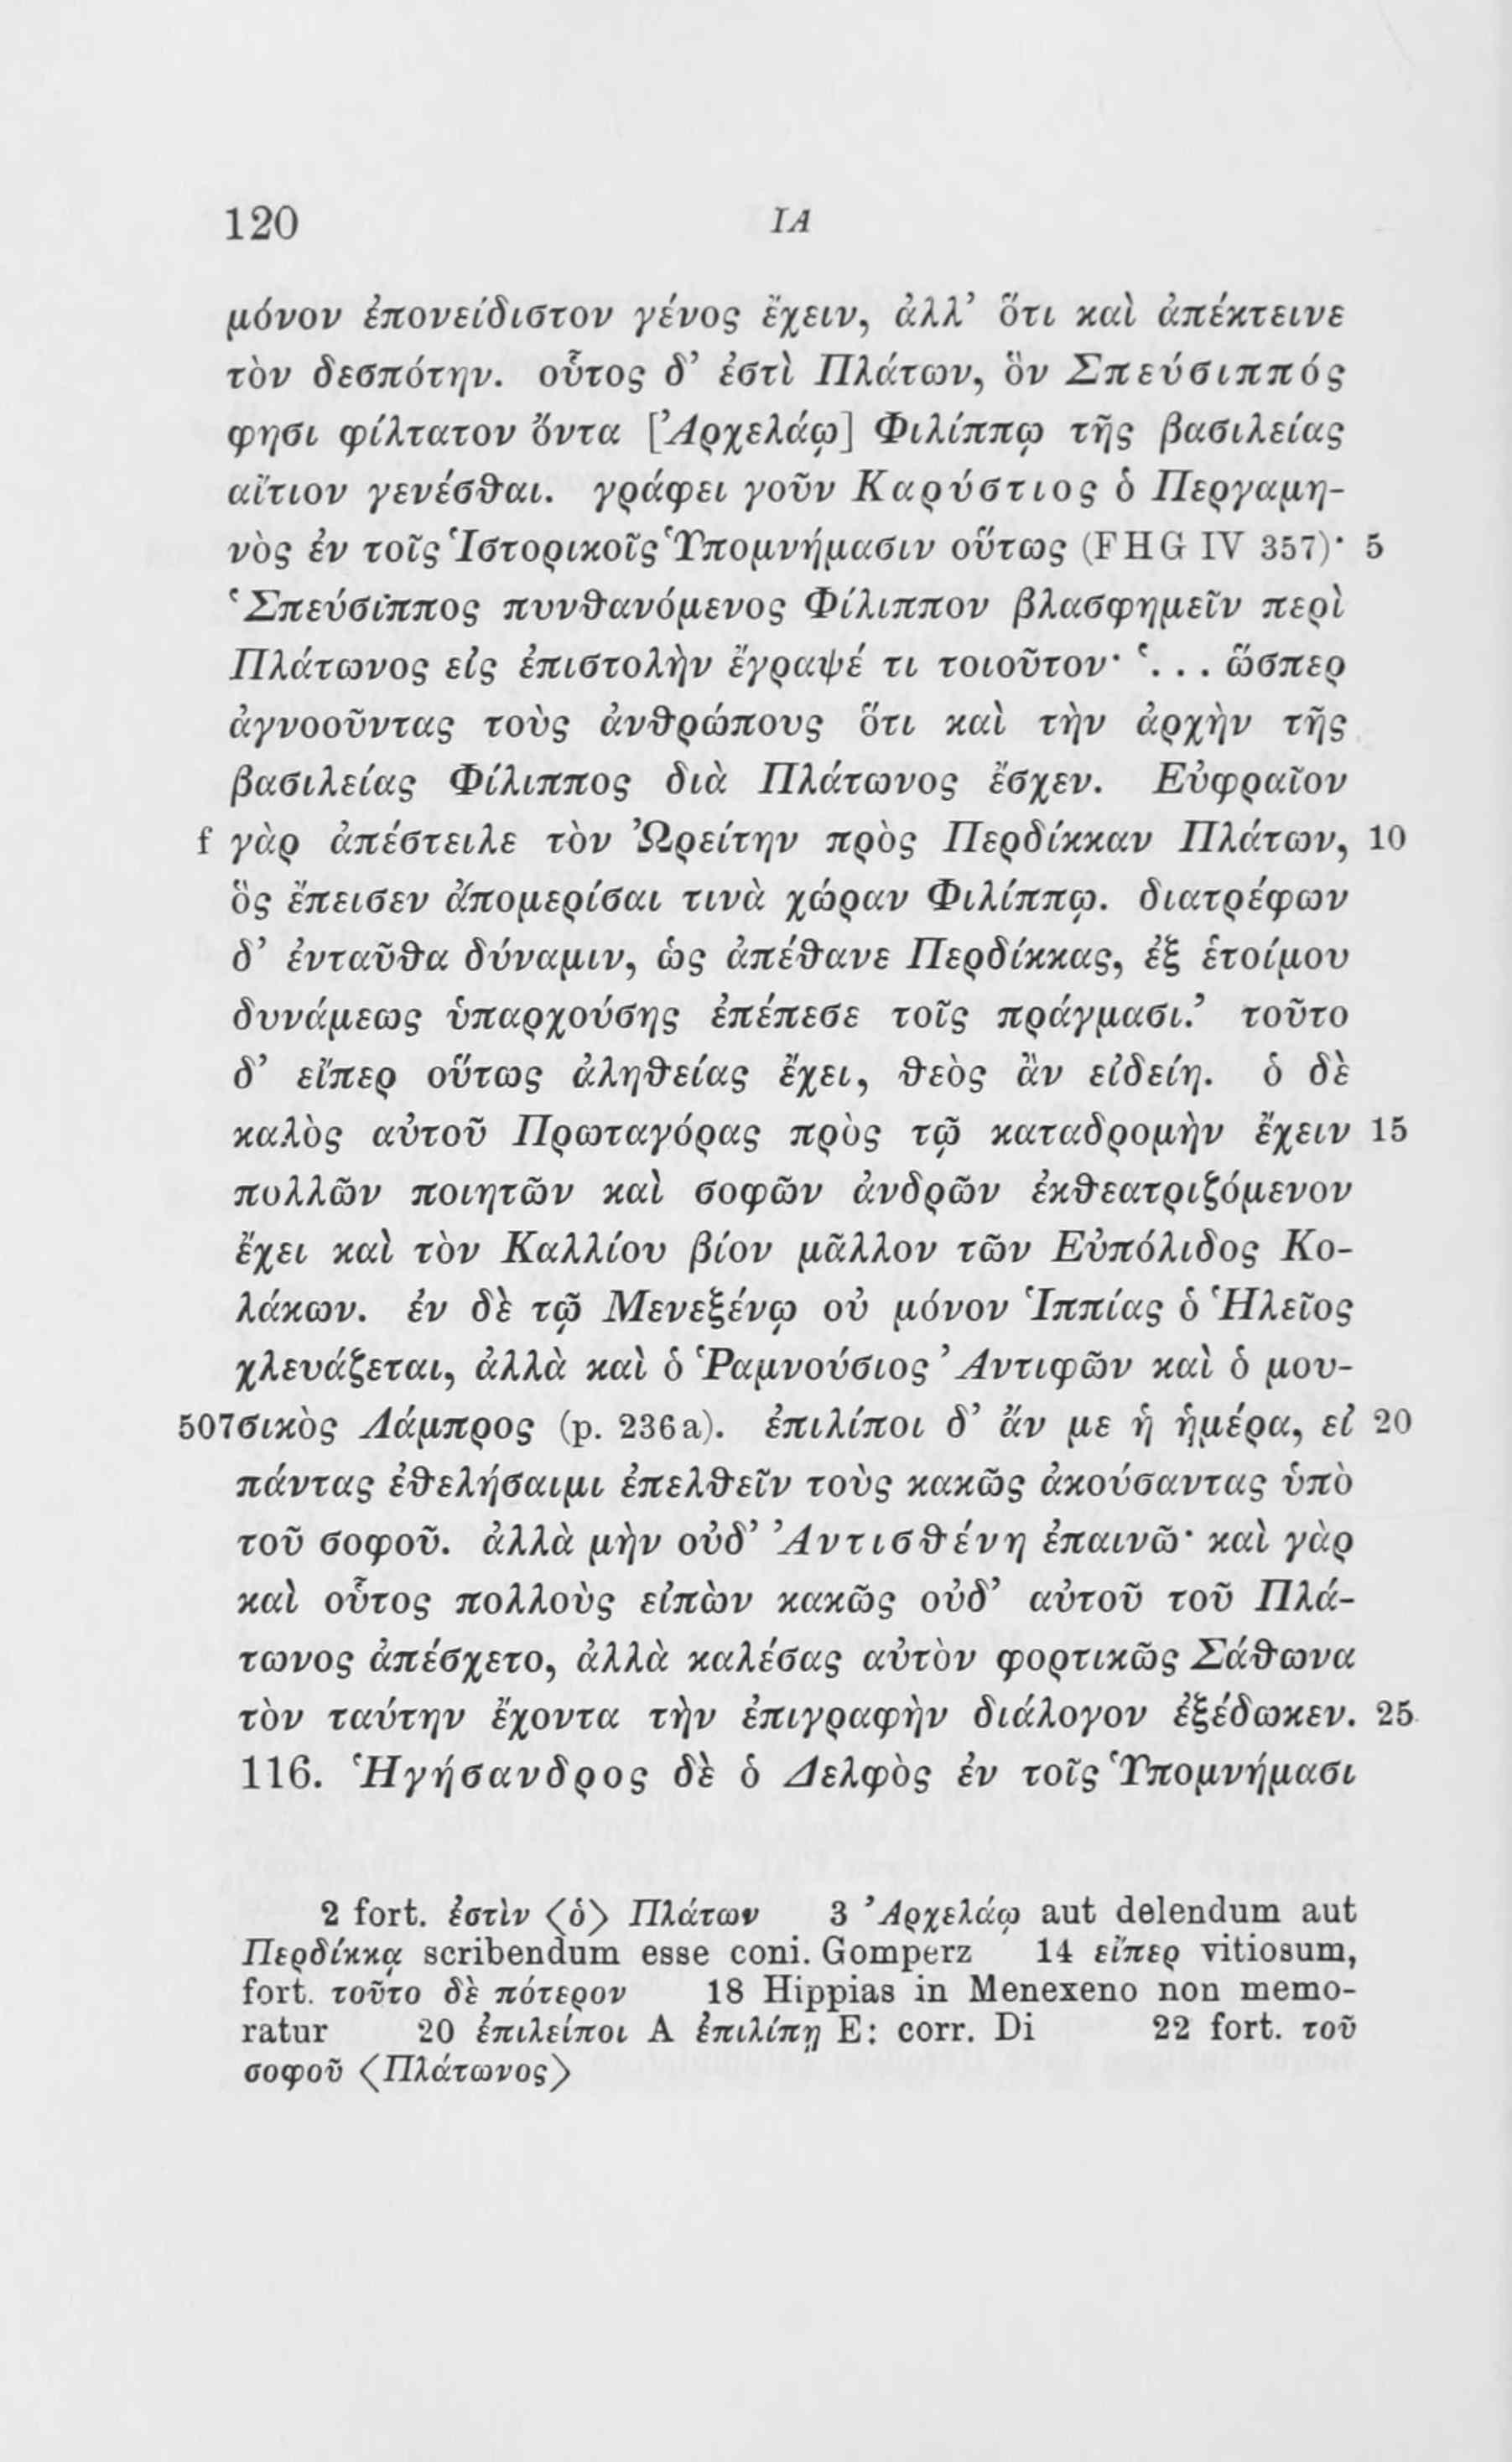 120 ΙΑ
μόνον ἐπονείδιστον γένος ἔχειν, ἀλλ’ ὅτι καὶ ἀπέκτεινε
τὸν δεσπότην. οὗτος δ’ ἐστὶ Πλάτων, ὃν Σπεύσιππός
φησι φίλτατον ὄντα [Ἀρχελάῳ] Φιλίππῳ τῆς βασιλείας
αἴτιον γενέσθαι. γράφει γοῦν Καρύστιος ὁ Περγαμη-
νὸς ἐν τοῖς Ἱστορικοῖς Ὑπομνήμασιν οὕτως (FHG IV 357)· 5
‛Σπεύσιππος πυνθανόμενος Φίλιππον βλασφημεῖν περὶ
Πλάτωνος εἰς ἐπιστολὴν ἔγραψέ τι τοιοῦτον· ‛... ὥσπερ
ἀγνοοῦντας τοὺς ἀνθρώπους ὅτι καὶ τὴν ἀρχὴν τῆς
βασιλείας Φίλιππος διὰ Πλάτωνος ἔσχεν. Εὐφραῖον
f γὰρ ἀπέστειλε τὸν Ὠρείτην πρὸς Περδίκκαν Πλάτων, 10
ὃς ἔπεισεν ἀπομερίσαι τινὰ χώραν Φιλίππῳ. διατρέφων
δ’ ἐνταῦθα δύναμιν, ὡς ἀπέθανε Περδίκκας, ἐξ ἑτοίμου
δυνάμεως ὑπαρχούσης ἐπέπεσε τοῖς πράγμασι.’ τοῦτο
δ’ εἴπερ οὕτως ἀληθείας ἔχει, θεὸς ἂν εἰδείη. ὁ δὲ
καλὸς αὐτοῦ Πρωταγόρας πρὸς τῷ καταδρομὴν ἔχειν 15
πολλῶν ποιητῶν καὶ σοφῶν ἀνδρῶν ἐκθεατριζόμενον
ἔχει καὶ τὸν Καλλίου βίον μᾶλλον τῶν Εὐπόλιδος Κο-
λάκων. ἐν δὲ τῷ Μενεξένῳ οὐ μόνον Ἱππίας ὁ Ἠλεῖος
χλευάζεται, ἀλλὰ καὶ ὁ Ῥαμνούσιος Ἀντιφῶν καὶ ὁ μου-
507 σικὸς Λάμπρος (p. 236a). ἐπιλίποι δ’ ἄν με ἡ ἡμέρα, εἰ 20
πάντας ἐθελήσαιμι ἐπελθεῖν τοὺς κακῶς ἀκούσαντας ὑπὸ
τοῦ σοφοῦ. ἀλλὰ μὴν οὐδ’ Ἀντισθένη ἐπαινῶ· καὶ γὰρ
καὶ οὗτος πολλοὺς εἰπὼν κακῶς οὐδ’ αὐτοῦ τοῦ Πλά-
τωνος ἀπέσχετο, ἀλλὰ καλέσας αὐτὸν φορτικῶς Σάθωνα
τὸν ταύτην ἔχοντα τὴν ἐπιγραφὴν διάλογον ἐξέδωκεν. 25
116. Ἡγήσανδρος δὲ ὁ Δελφὸς ἐν τοῖς Ὑπομνήμασι
2 fort. ἐστὶν ⟨ὁ⟩ Πλάτων 3 Ἀρχελάῳ aut delendum aut
Περδίκκᾳ scribendum esse coni. Gomperz 14 εἴπερ vitiosum,
fort. τοῦτο δὲ πότερον 18 Hippias in Menexeno non memo-
ratur 20 ἐπιλείποι A ἐπιλίπῃ E: corr. Di 22 fort. τοῦ
σοφοῦ ⟨Πλάτωνος⟩